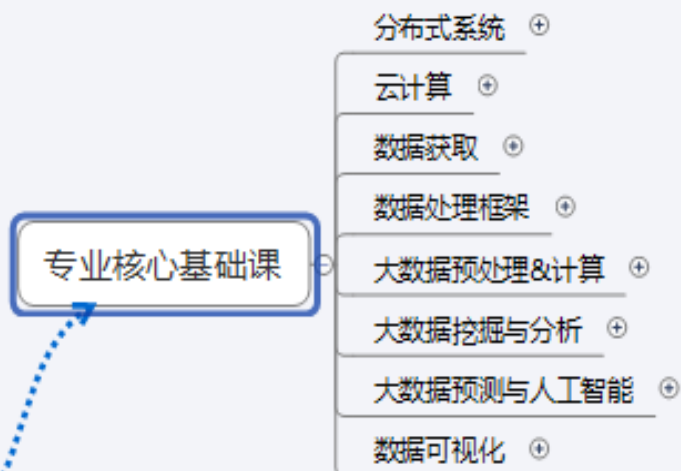 专业核心基础课
分布式系统
云计算
数据获取
数据处理框架
大数据预处理&计算
大数据挖掘与分析
大数据预测与人工智能
数据可视化